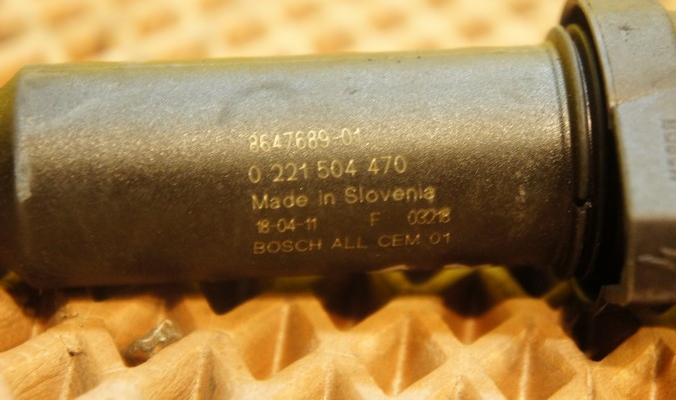 8647689-01
0 221 504 470
Made in Slovenia
18-04-11 F 03218
BOSCH ALL CEM 01